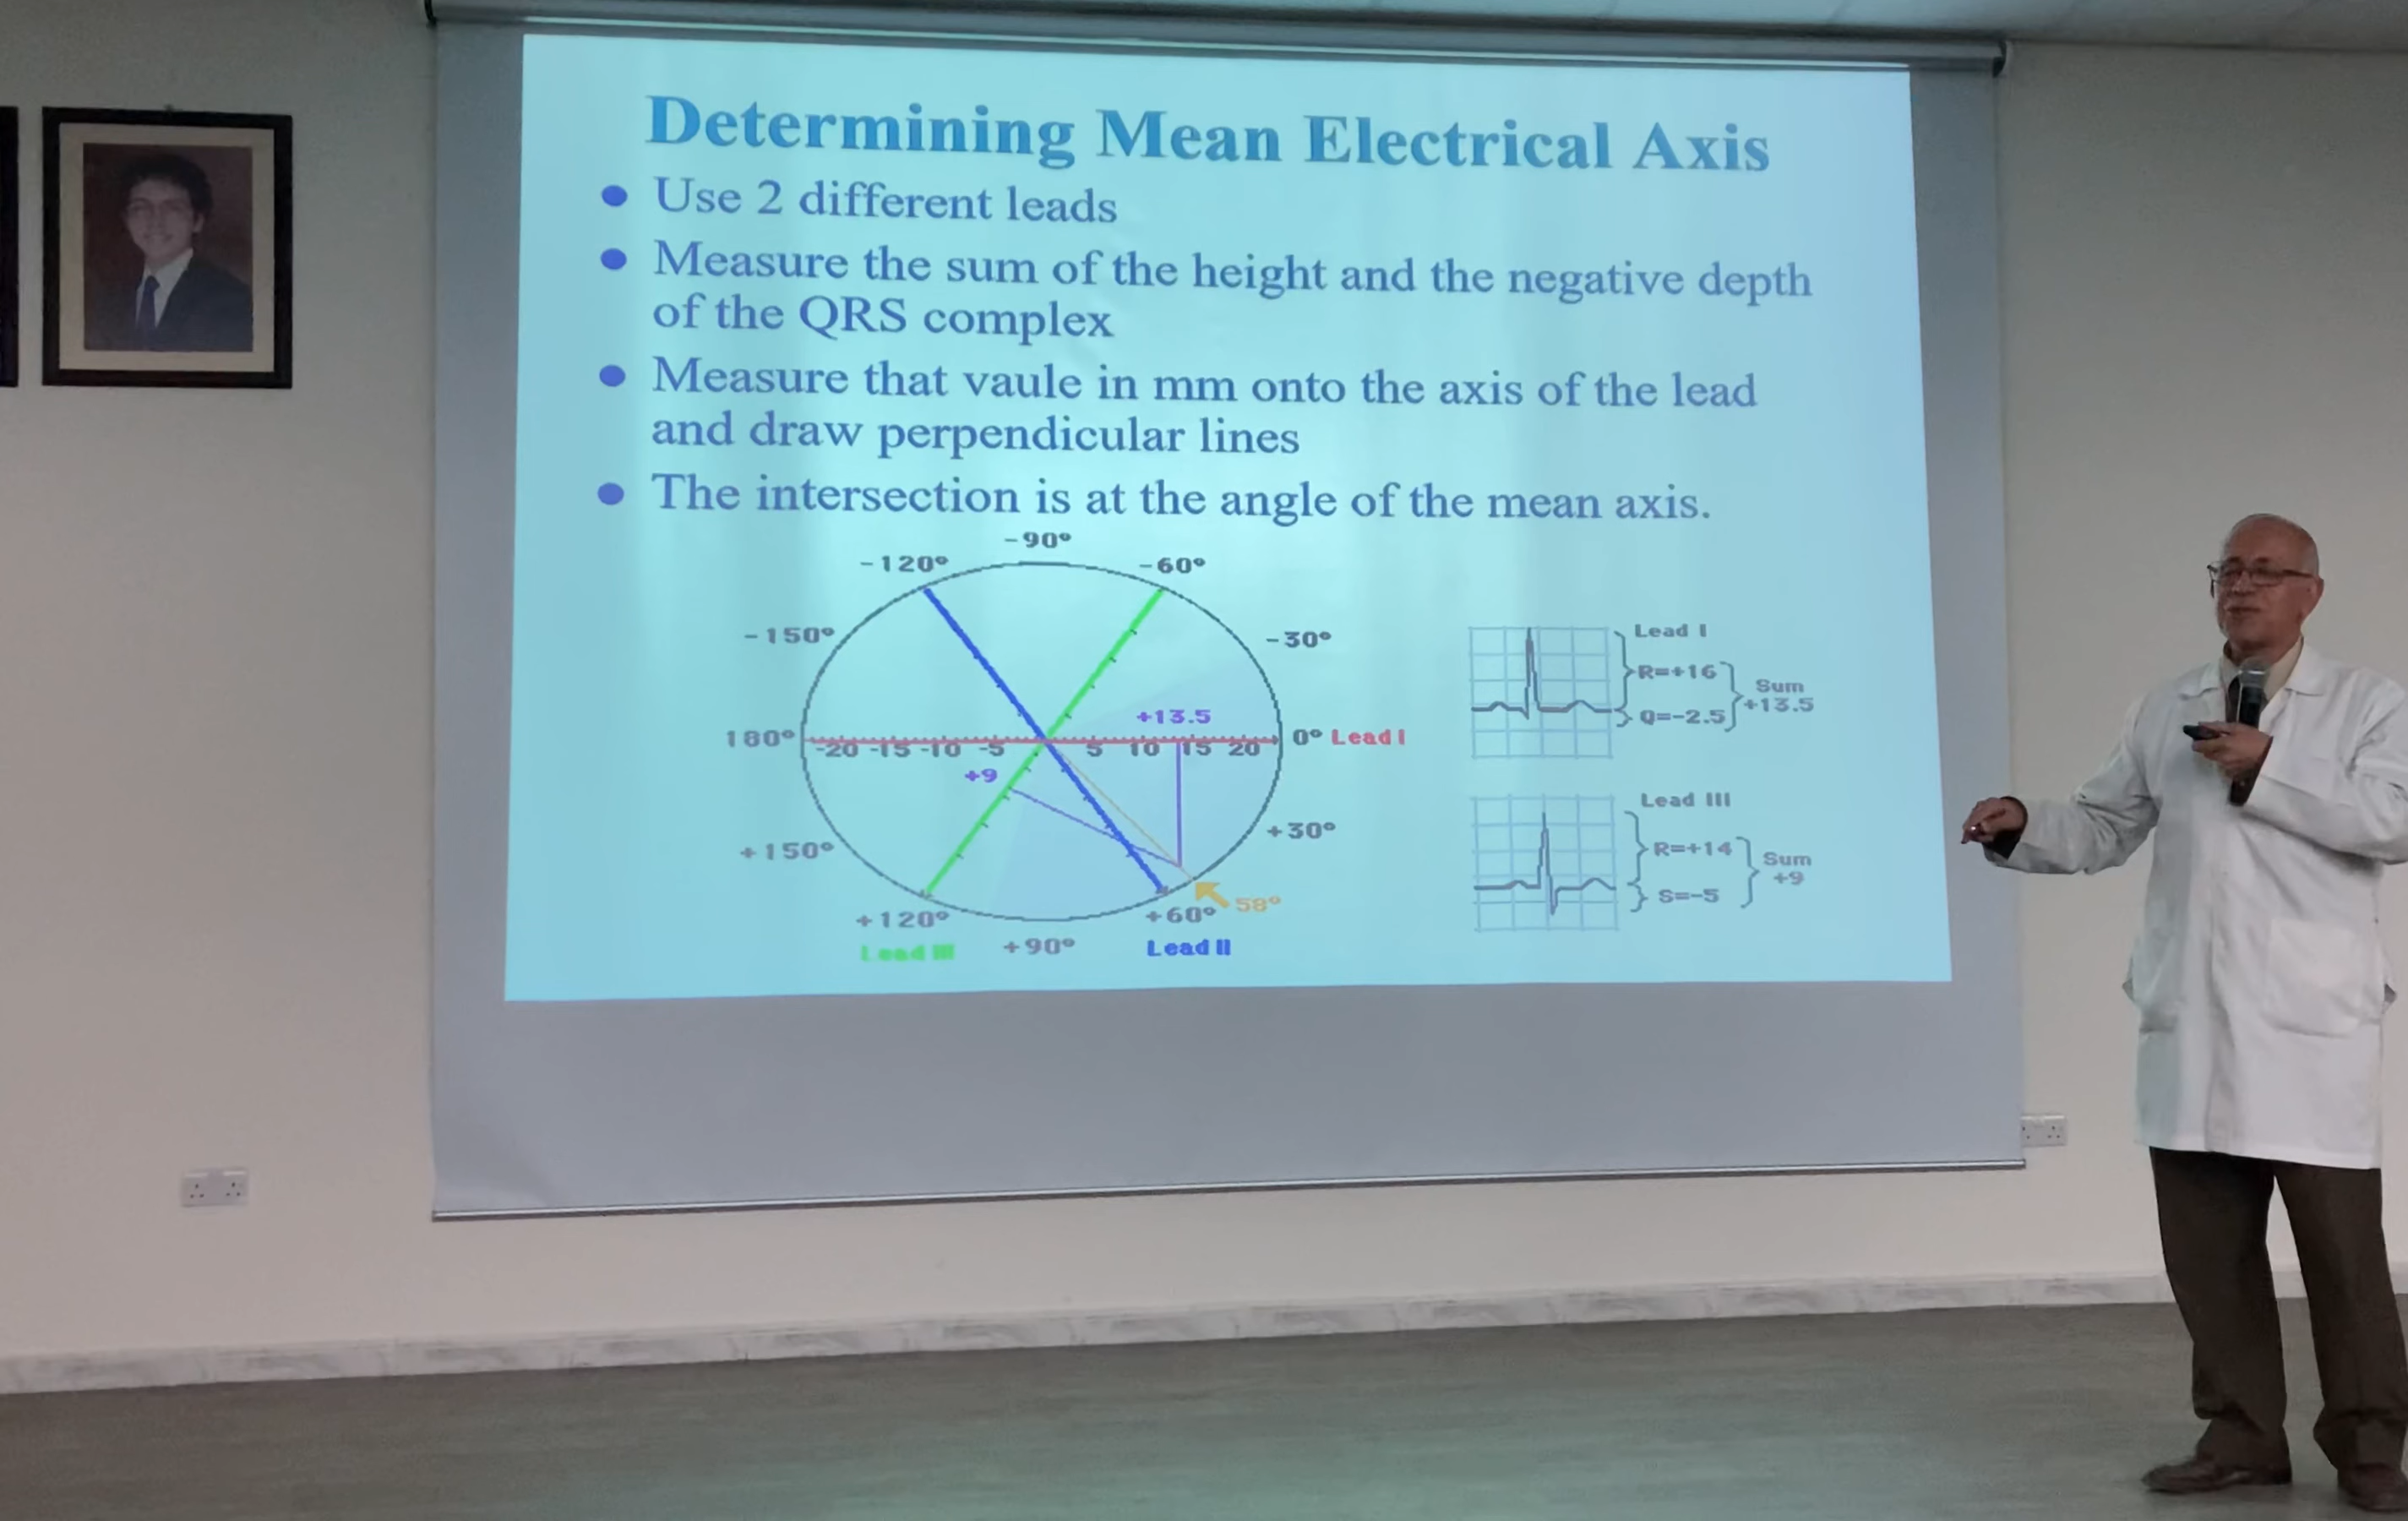 Determining Mean Electrical Axis
● Use 2 different leads
● Measure the sum of the height and the negative depth
of the QRS complex
● Measure that vaule in mm onto the axis of the lead
and draw perpendicular lines
● The intersection is at the angle of the mean axis.
-90°
-120°
-60°
-150°
-30°
+13.5
180°
-20 -15 -10 -5 5 10 15 20
0° Lead I
+9
+150°
+30°
+120°
+60°
58°
Lead III
+90°
Lead II
Lead I
R=+16
Sum
+13.5
Q=-2.5
Lead III
R=+14
Sum
+9
S=-5